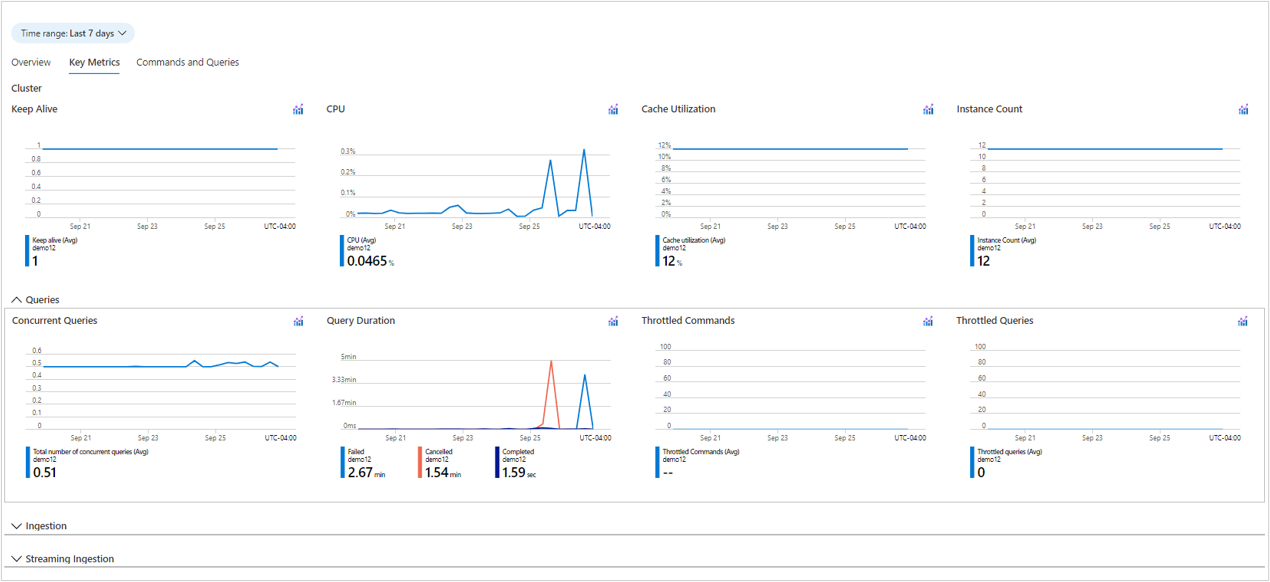 Time range: Last 7 days
Overview Key Metrics Commands and Queries
Cluster
Keep Alive
1
0.8
0.6
0.4
0.2
0
Sep 21 Sep 23 Sep 25 UTC-04:00
Keep alive (Avg)
demo12
1
CPU
0.3%
0.2%
0.1%
0%
Sep 21 Sep 23 Sep 25 UTC-04:00
CPU (Avg)
demo12
0.0465 %
Cache Utilization
12%
10%
8%
6%
4%
2%
0%
Sep 21 Sep 23 Sep 25 UTC-04:00
Cache utilization (Avg)
demo12
12 %
Instance Count
12
10
8
6
4
2
0
Sep 21 Sep 23 Sep 25 UTC-04:00
Instance Count (Avg)
demo12
12
Queries
Concurrent Queries
0.6
0.5
0.4
0.3
0.2
0.1
0
Sep 21 Sep 23 Sep 25 UTC-04:00
Total number of concurrent queries (Avg)
demo12
0.51
Query Duration
5min
3.33min
1.67min
0ms
Sep 21 Sep 23 Sep 25 UTC-04:00
Failed
demo12
2.67 min
Cancelled
demo12
1.54 min
Completed
demo12
1.59 sec
Throttled Commands
100
80
60
40
20
0
Sep 21 Sep 23 Sep 25 UTC-04:00
Throttled Commands (Avg)
demo12
--
Throttled Queries
100
80
60
40
20
0
Sep 21 Sep 23 Sep 25 UTC-04:00
Throttled queries (Avg)
demo12
0
Ingestion
Streaming Ingestion